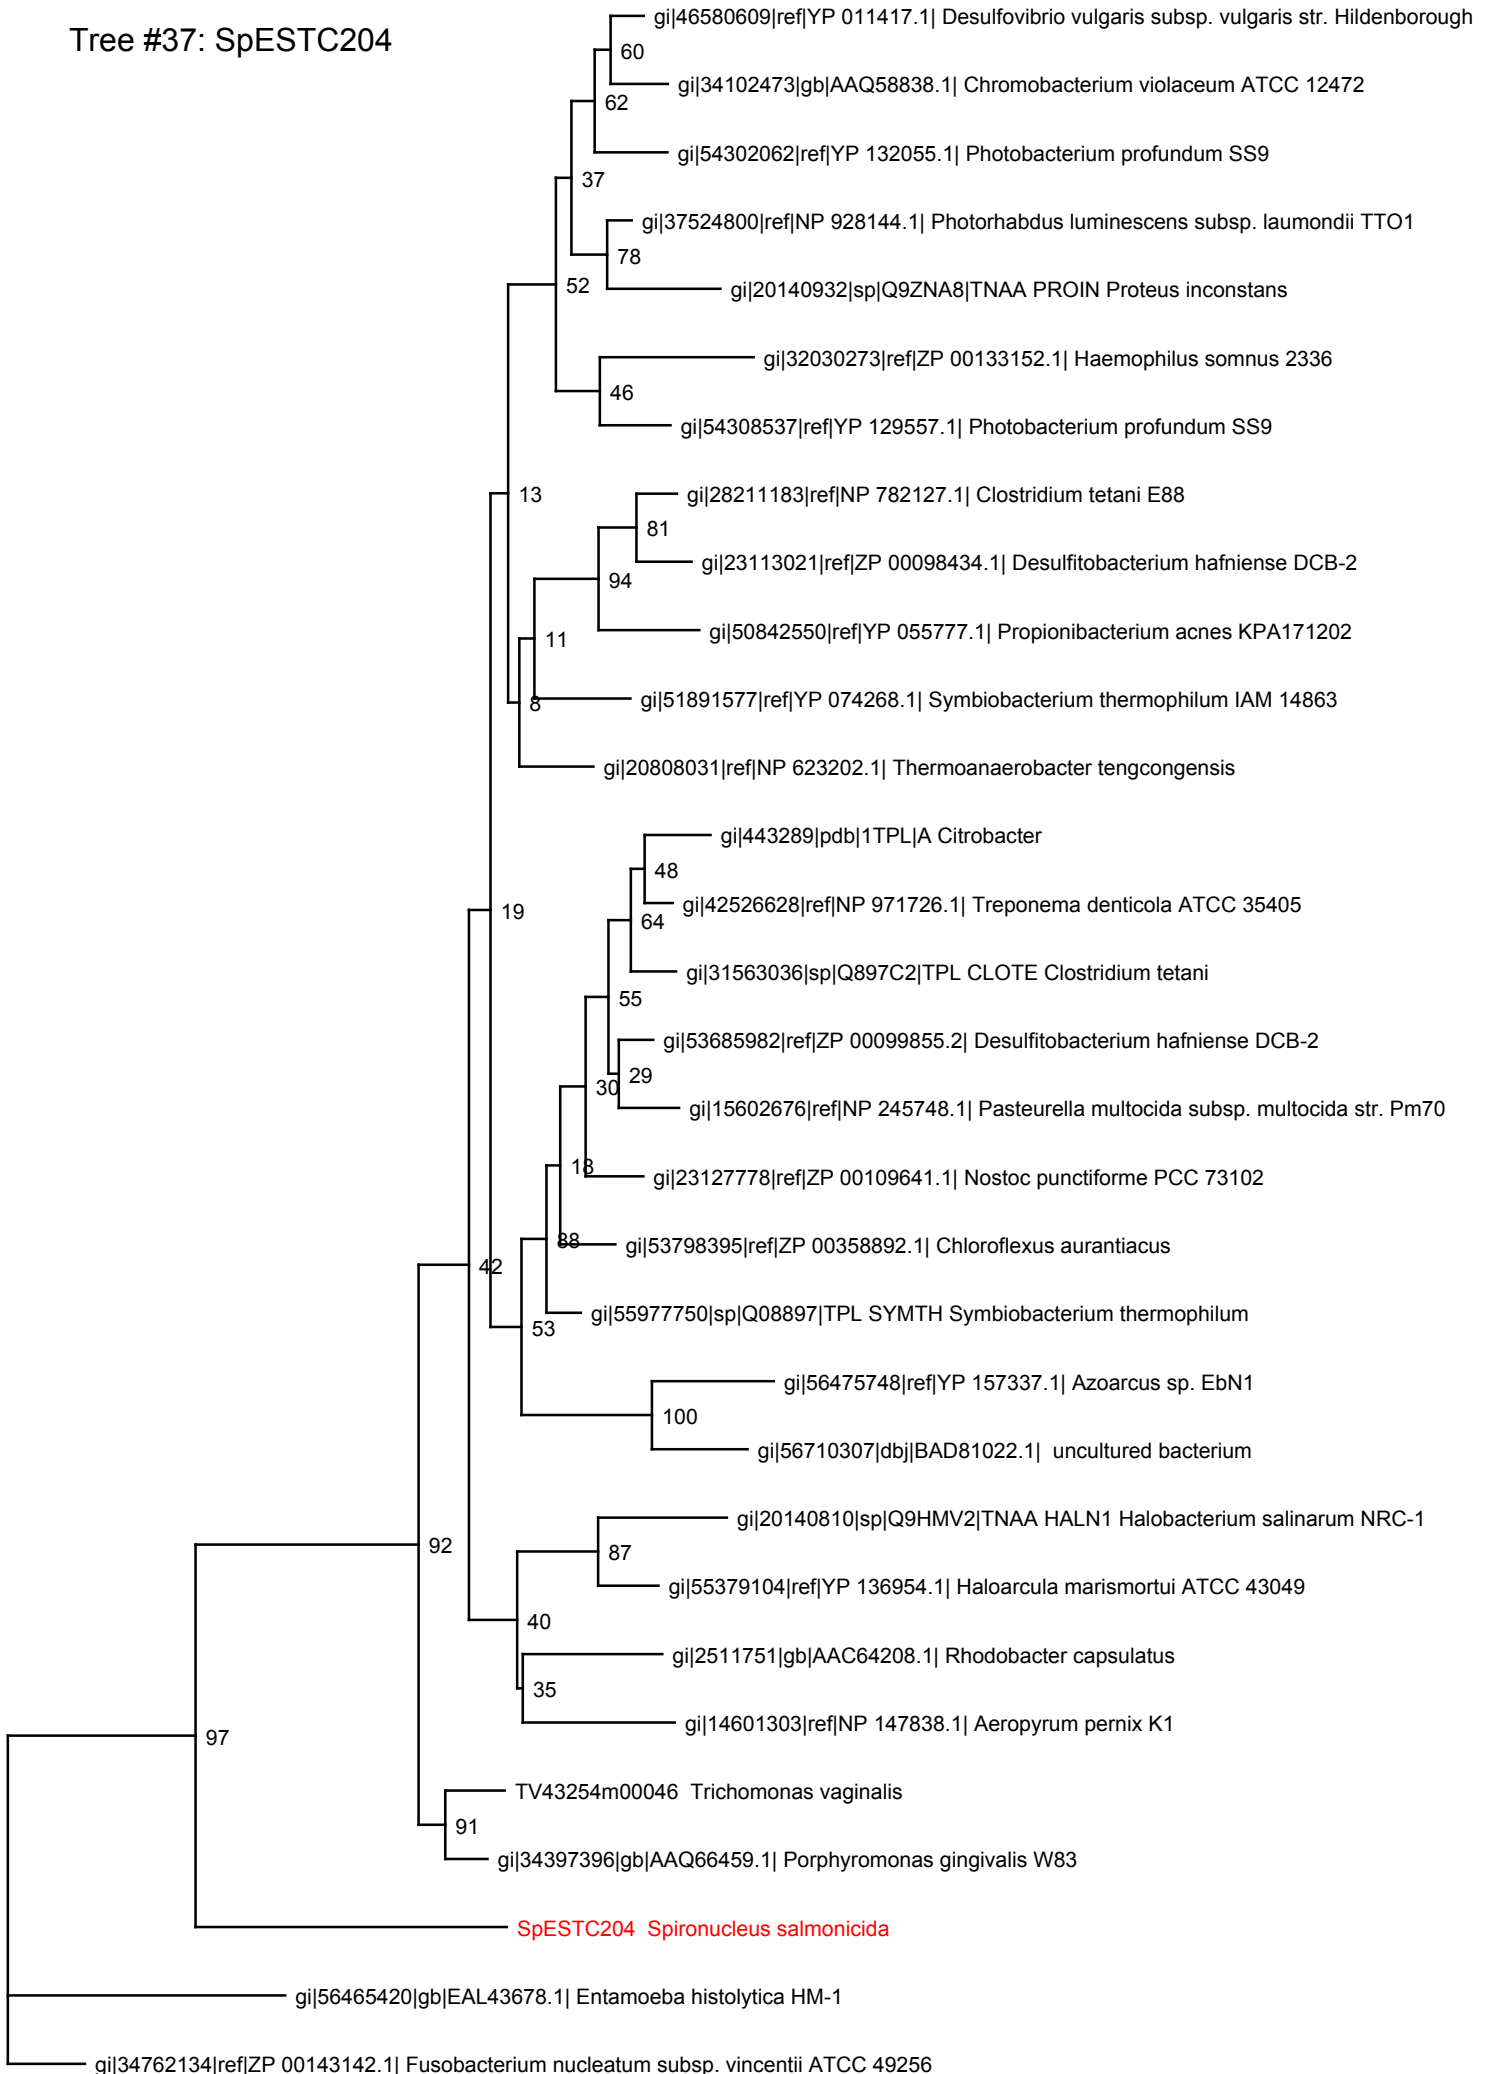 gi|46580609|ref|YP 011417.1| Desulfovibrio vulgaris subsp. vulgaris str. Hildenborough
Tree #37: SpESTC204
60
gi|34102473|gb|AAQ58838.1| Chromobacterium violaceum ATCC 12472
62
gi|54302062|ref|YP 132055.1| Photobacterium profundum SS9
37
gi|37524800|ref|NP 928144.1| Photorhabdus luminescens subsp. laumondii TTO1
78
52
gi|20140932|sp|Q9ZNA8|TNAA PROIN Proteus inconstans
gi|32030273|ref|ZP 00133152.1| Haemophilus somnus 2336
46
gi|54308537|ref|YP 129557.1| Photobacterium profundum SS9
13
gi|28211183|ref|NP 782127.1| Clostridium tetani E88
81
gi|23113021|ref|ZP 00098434.1| Desulfitobacterium hafniense DCB-2
94
gi|50842550|ref|YP 055777.1| Propionibacterium acnes KPA171202
11
8
gi|51891577|ref|YP 074268.1| Symbiobacterium thermophilum IAM 14863
gi|20808031|ref|NP 623202.1| Thermoanaerobacter tengcongensis
gi|443289|pdb|1TPL|A Citrobacter
48
gi|42526628|ref|NP 971726.1| Treponema denticola ATCC 35405
19
64
gi|31563036|sp|Q897C2|TPL CLOTE Clostridium tetani
55
gi|53685982|ref|ZP 00099855.2| Desulfitobacterium hafniense DCB-2
29
30
gi|15602676|ref|NP 245748.1| Pasteurella multocida subsp. multocida str. Pm70
gi|23127778|ref|ZP 00109641.1| Nostoc punctiforme PCC 73102
gi|53798395|ref|ZP 00358892.1| Chloroflexus aurantiacus
42
gi|55977750|sp|Q08897|TPL SYMTH Symbiobacterium thermophilum
53
gi|56475748|ref|YP 157337.1| Azoarcus sp. EbN1
100
gi|56710307|dbj|BAD81022.1| uncultured bacterium
gi|20140810|sp|Q9HMV2|TNAA HALN1 Halobacterium salinarum NRC-1
92
87
gi|55379104|ref|YP 136954.1| Haloarcula marismortui ATCC 43049
40
gi|2511751|gb|AAC64208.1| Rhodobacter capsulatus
35
gi|14601303|ref|NP 147838.1| Aeropyrum pernix K1
97
TV43254m00046 Trichomonas vaginalis
91
gi|34397396|gb|AAQ66459.1| Porphyromonas gingivalis W83
SpESTC204 Spironucleus salmonicida
gi|56465420|gb|EAL43678.1| Entamoeba histolytica HM-1
gi|34762134|ref|ZP 00143142.1| Fusobacterium nucleatum subsp. vincentii ATCC 49256